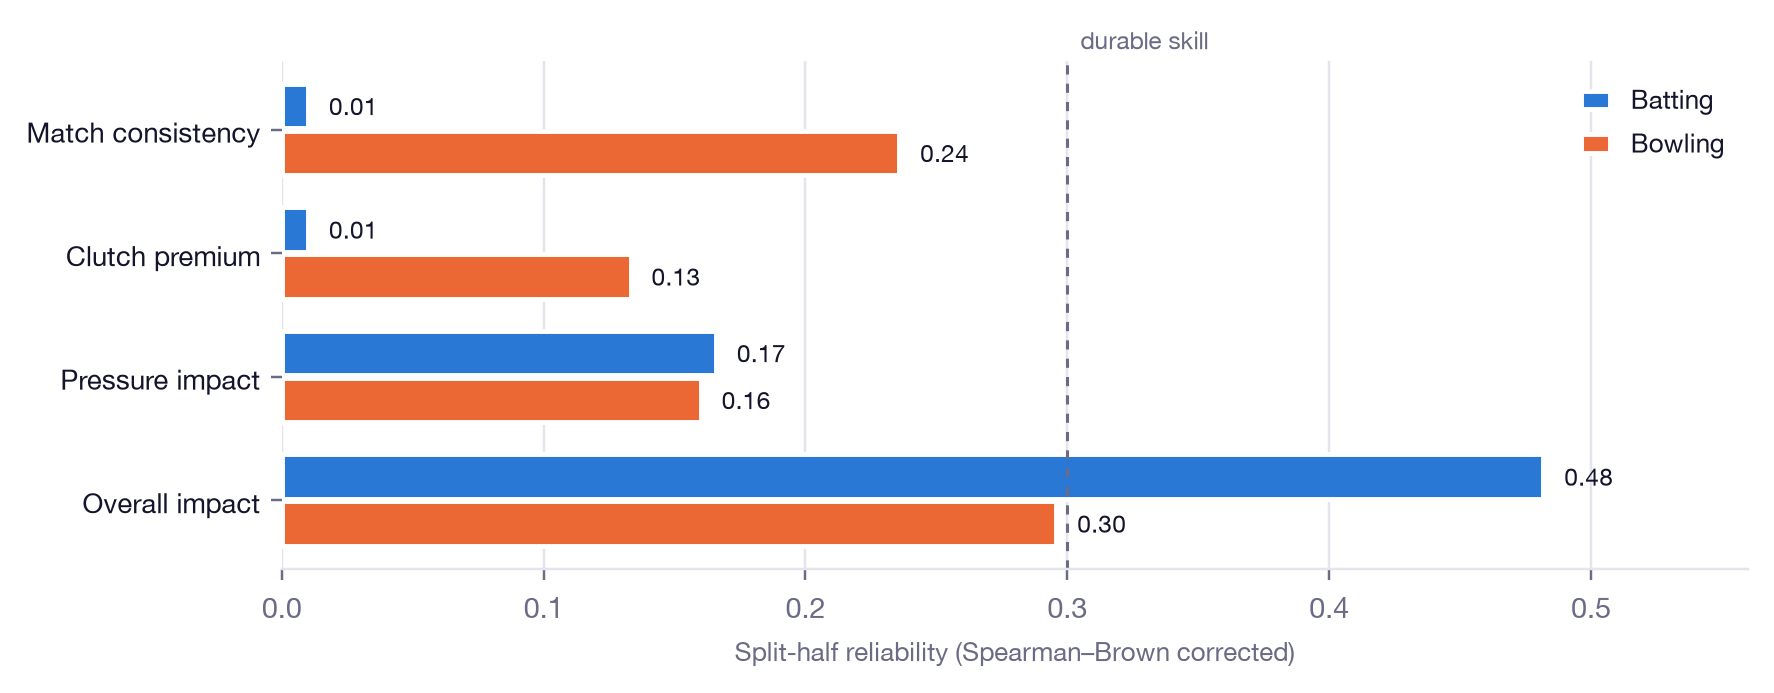 durable skill
Batting
Bowling
Match consistency
0.01
0.24
Clutch premium
0.01
0.13
Pressure impact
0.17
0.16
Overall impact
0.48
0.30
0.0 0.1 0.2 0.3 0.4 0.5
Split-half reliability (Spearman–Brown corrected)